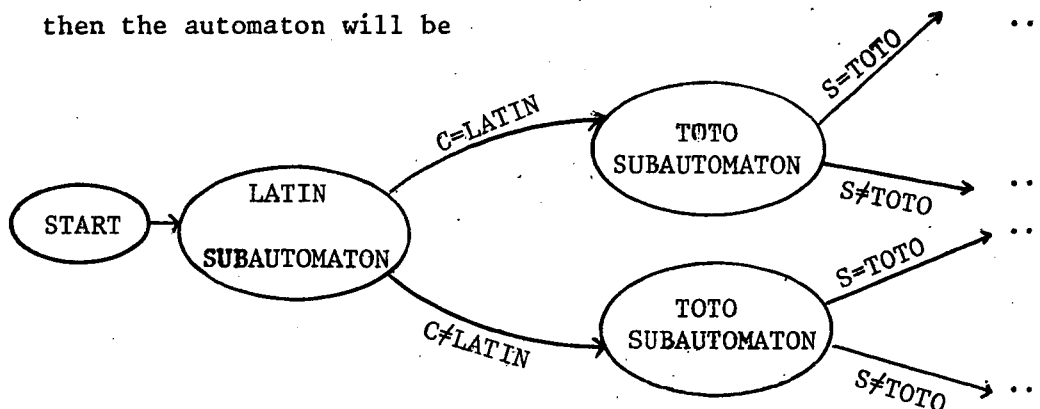 then the automaton will be
..
S=TOTO
C=LATIN
TOTO
SUBAUTOMATON
S≠TOTO
..
START
LATIN
SUBAUTOMATON
..
S=TOTO
C≠LATIN
TOTO
SUBAUTOMATON
S≠TOTO
..